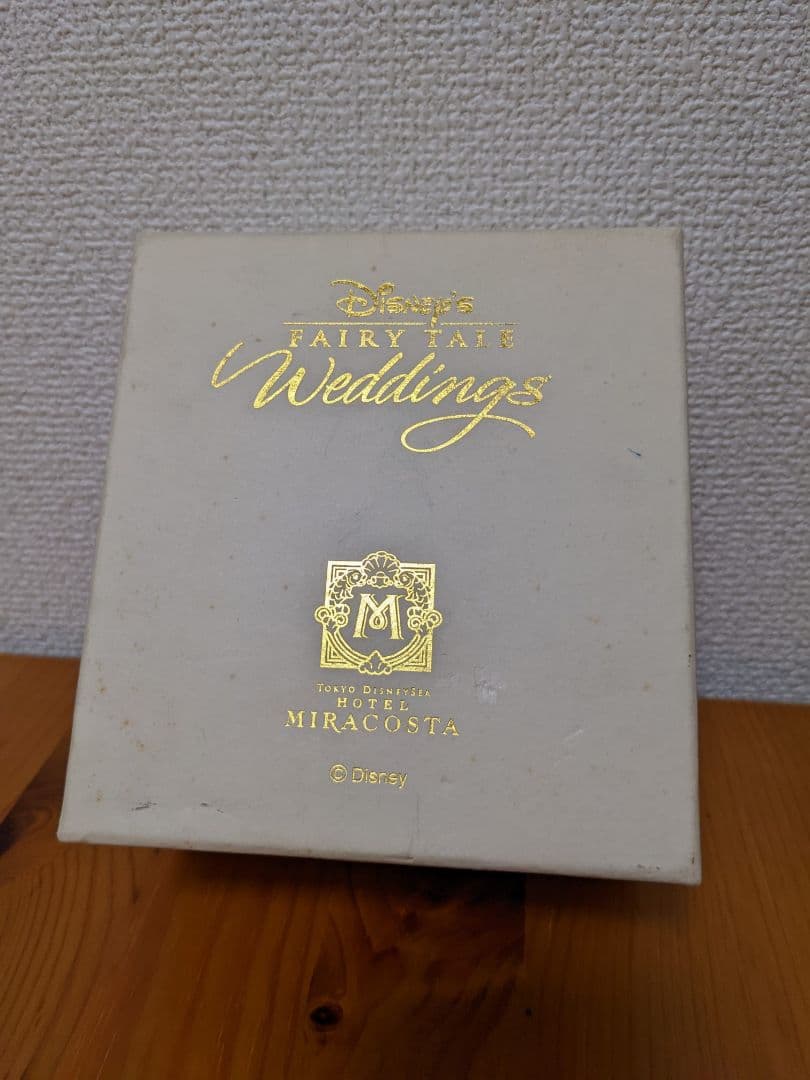 Disney's
FAIRY TALE
Weddings
M
TOKYO DISNEYSEA
HOTEL
MIRACOSTA
© Disney